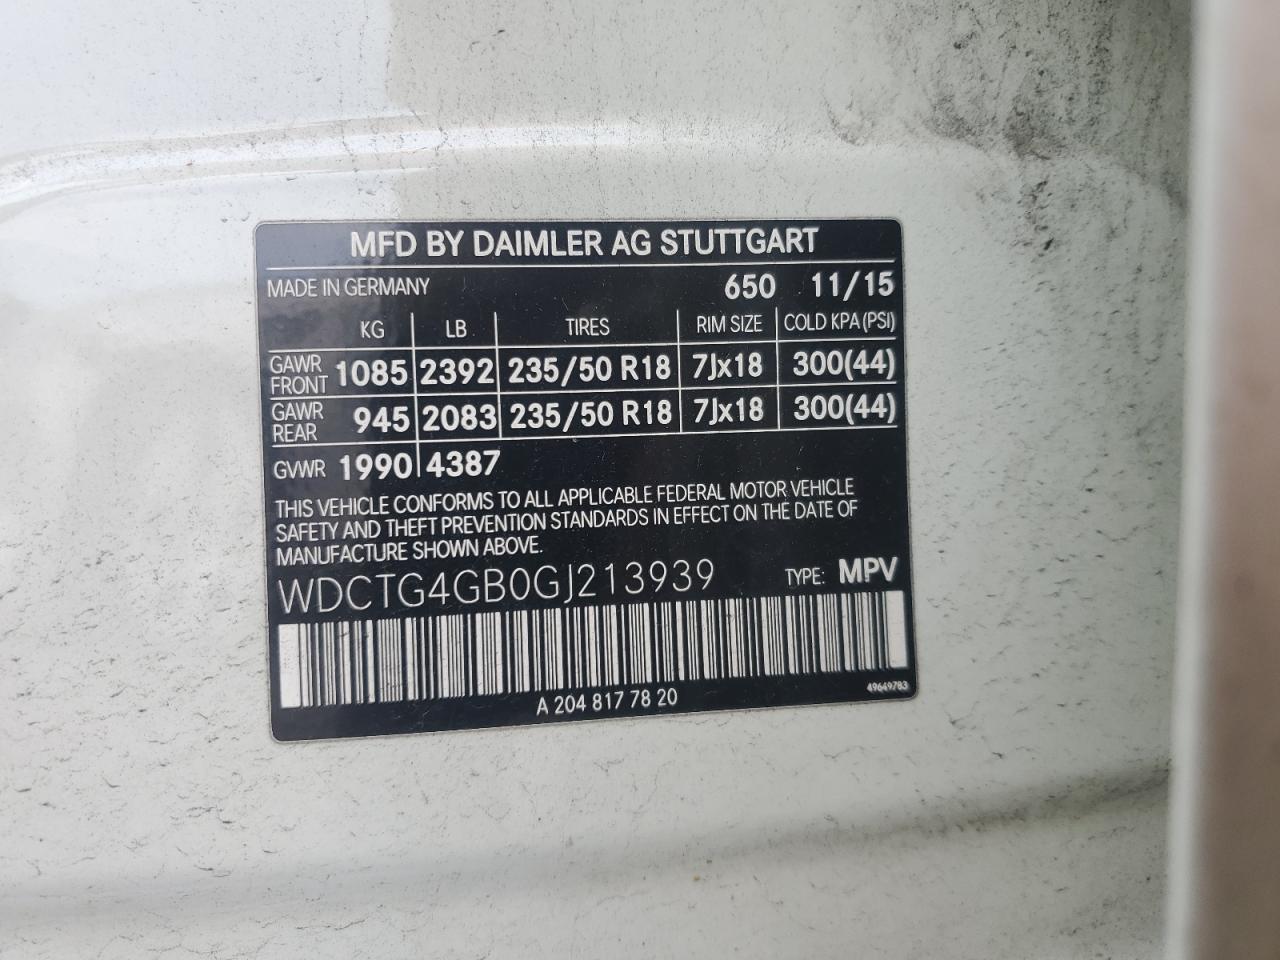 MFD BY DAIMLER AG STUTTGART
MADE IN GERMANY 650 11/15
KG LB TIRES RIM SIZE COLD KPA (PSI)
GAWR FRONT 1085 2392 235/50 R18 7Jx18 300(44)
GAWR REAR 945 2083 235/50 R18 7Jx18 300(44)
GVWR 1990 4387
THIS VEHICLE CONFORMS TO ALL APPLICABLE FEDERAL MOTOR VEHICLE
SAFETY AND THEFT PREVENTION STANDARDS IN EFFECT ON THE DATE OF
MANUFACTURE SHOWN ABOVE.
WDCTG4GB0GJ213939 TYPE: MPV
A 204 817 78 20 49649783